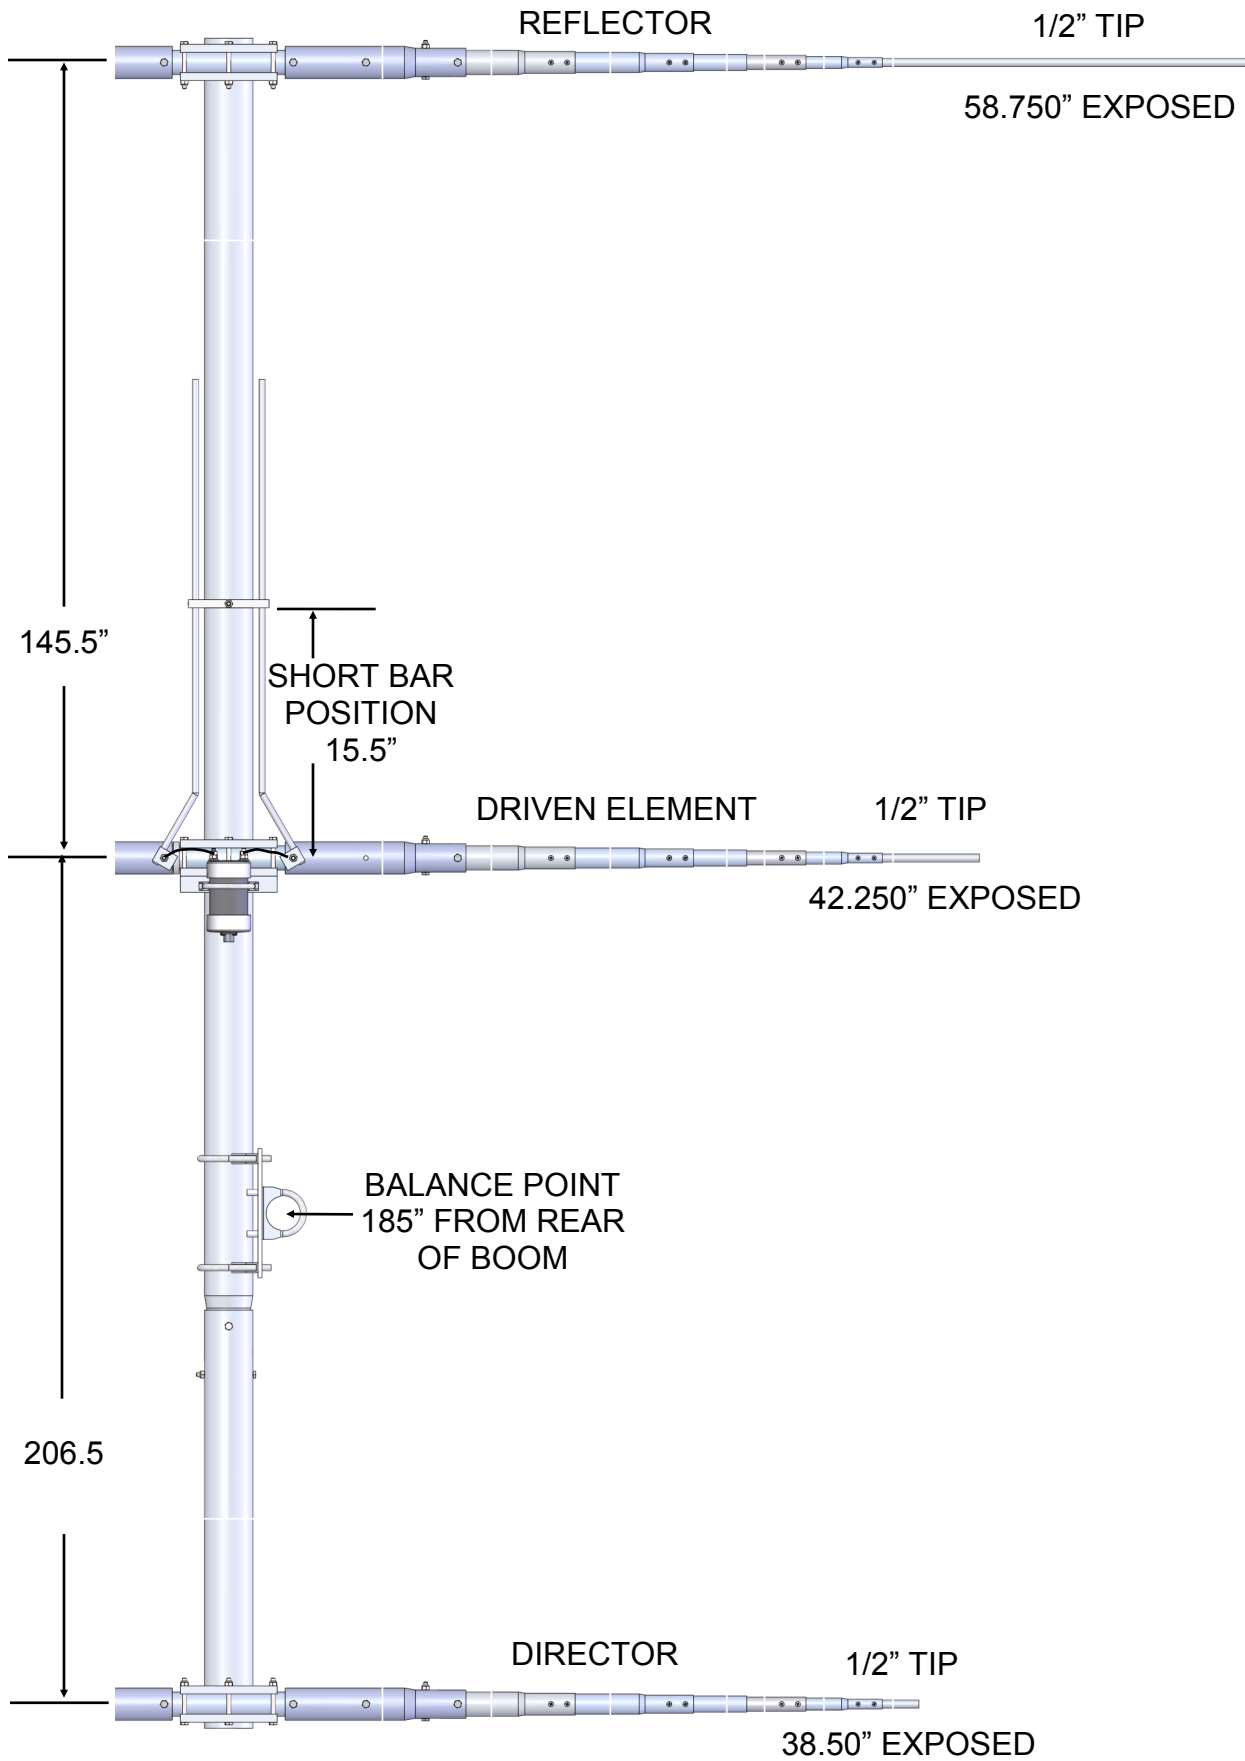 REFLECTOR
1/2” TIP
58.750” EXPOSED
145.5”
SHORT BAR
POSITION
15.5”
DRIVEN ELEMENT
1/2” TIP
42.250” EXPOSED
BALANCE POINT
185” FROM REAR
OF BOOM
206.5
DIRECTOR
1/2” TIP
38.50” EXPOSED